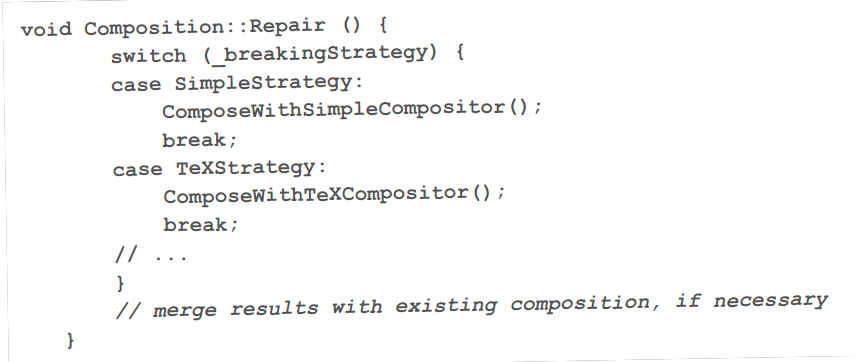 void Composition::Repair () {
switch (_breakingStrategy) {
case SimpleStrategy:
ComposeWithSimpleCompositor();
break;
case TeXStrategy:
ComposeWithTeXCompositor();
break;
// ...
}
// merge results with existing composition, if necessary
}